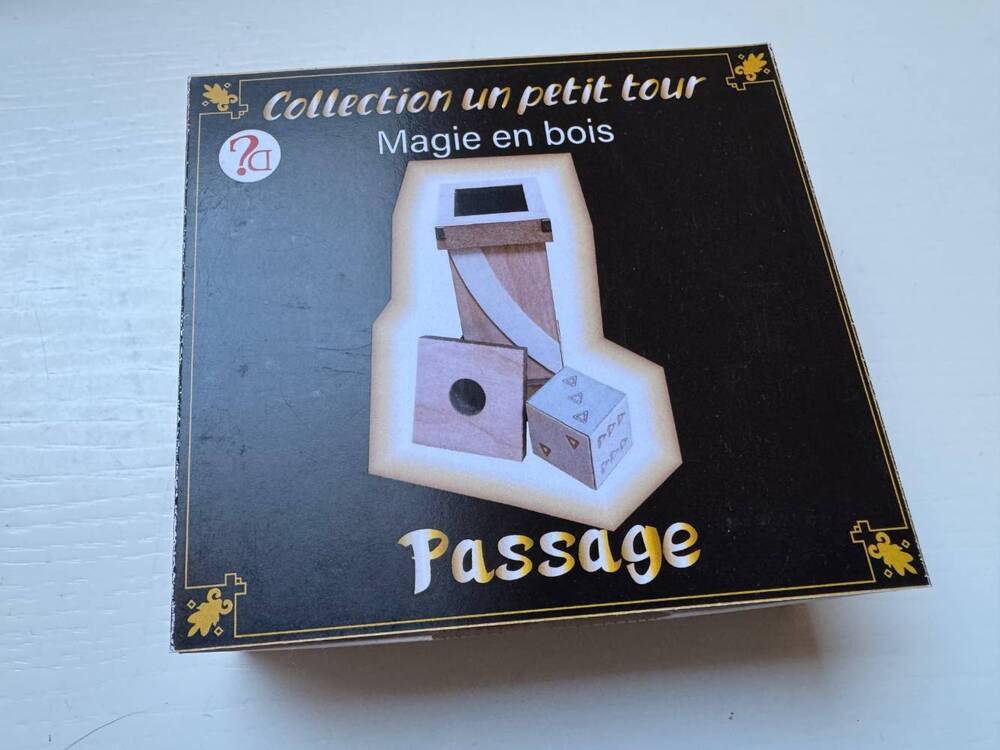 Collection un petit tour
Magie en bois
?D
Passage